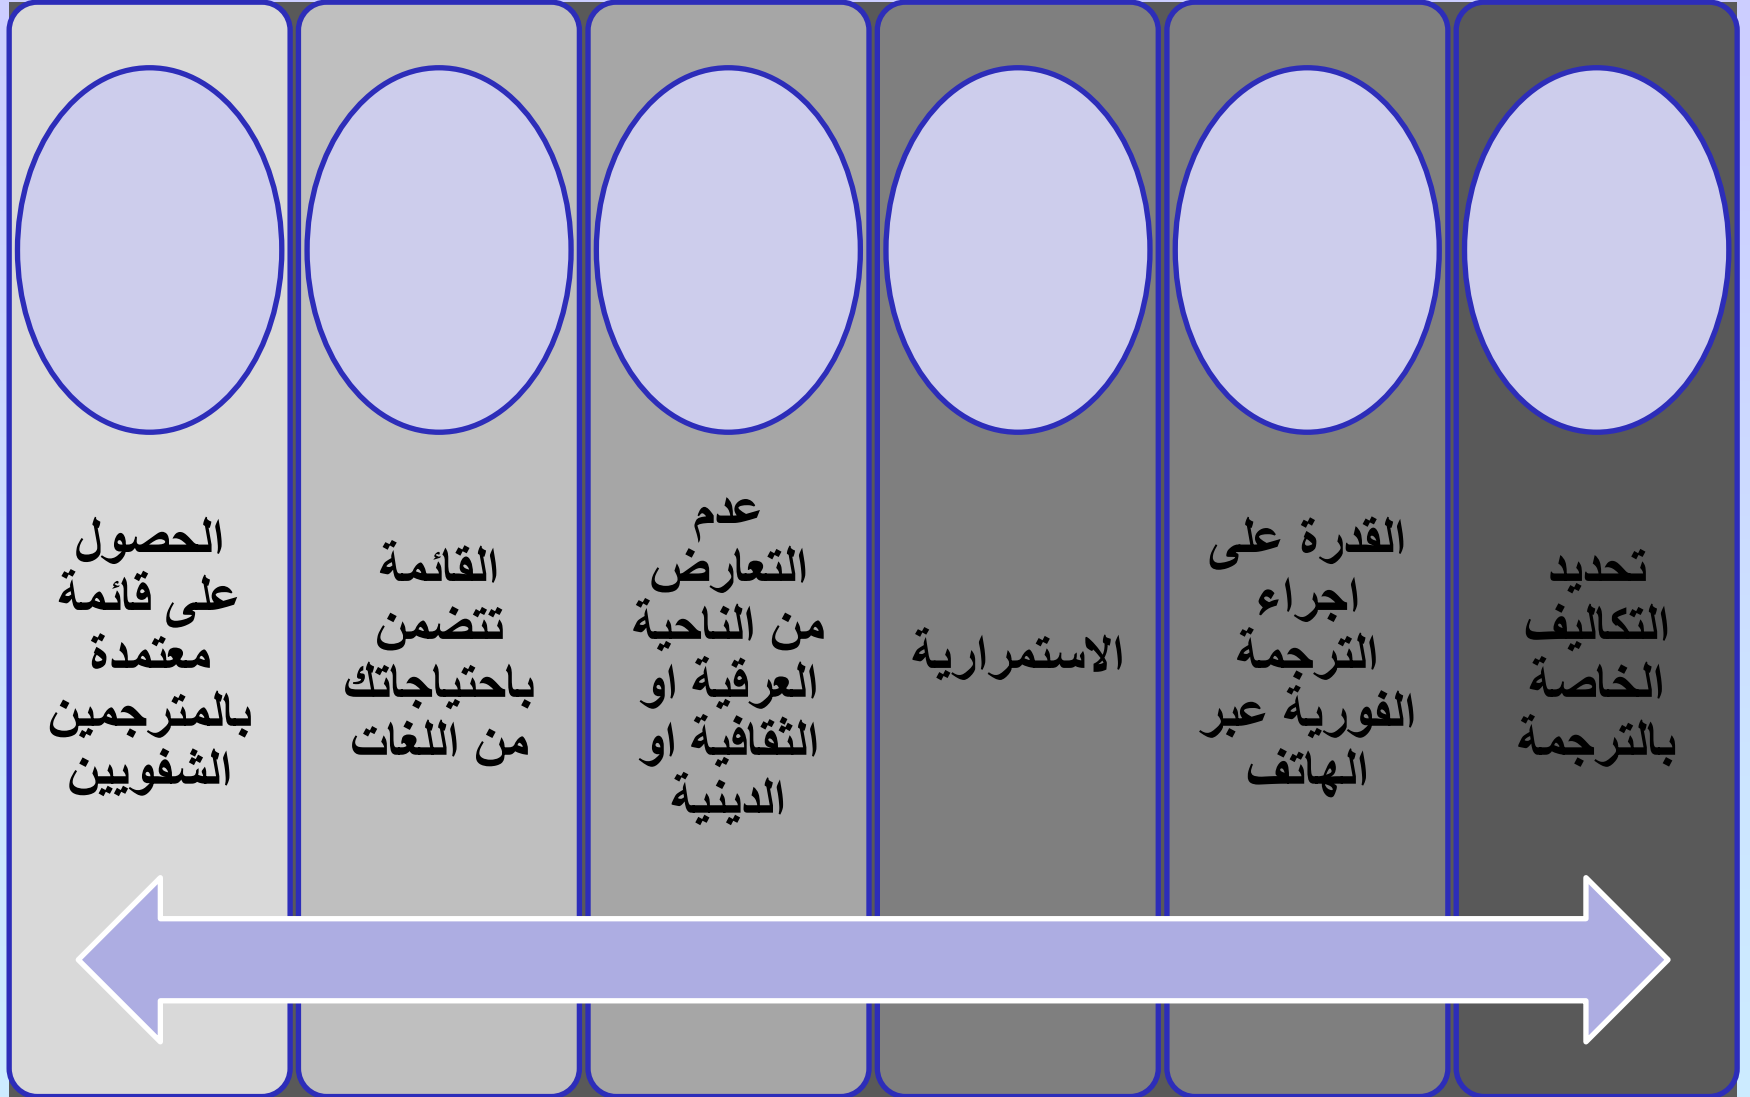 الحصول
على قائمة
معتمدة
بالمترجمين
الشفويين
القائمة
تتضمن
باحتياجاتك
من اللغات
عدم
التعارض
من الناحية
العرقية او
الثقافية او
الدينية
الاستمرارية
القدرة على
اجراء
الترجمة
الفورية عبر
الهاتف
تحديد
التكاليف
الخاصة
بالترجمة